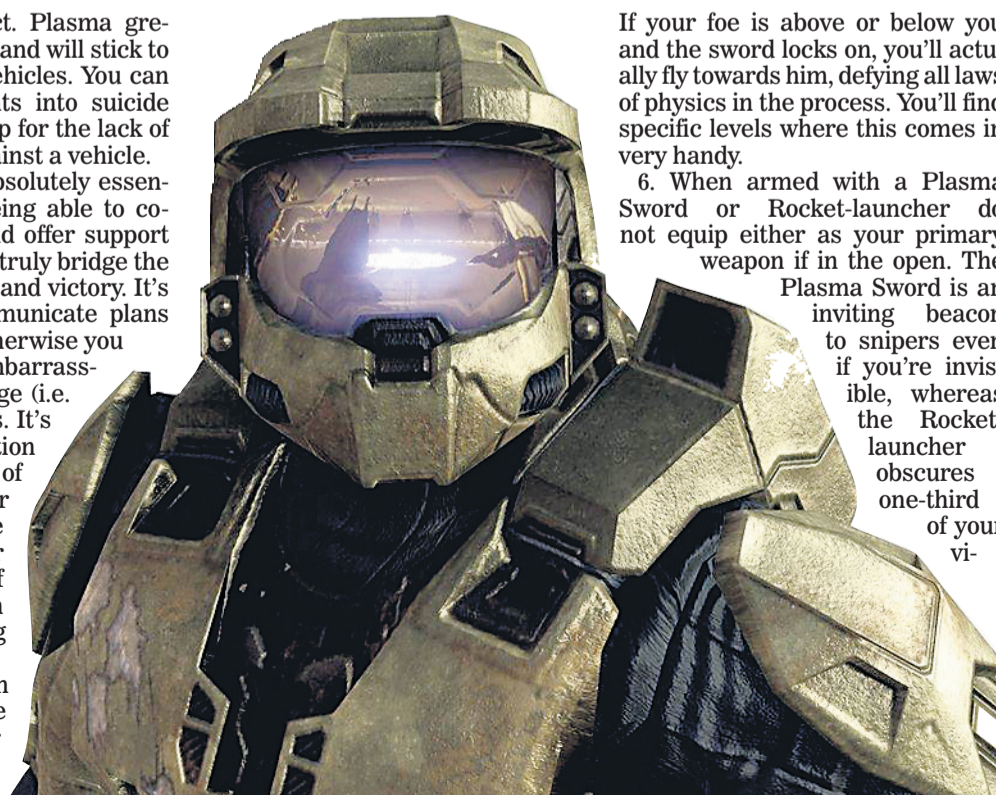 ct. Plasma gre-
and will stick to
ehicles. You can
ts into suicide
p for the lack of
inst a vehicle.
bsolutely essen-
eing able to co-
d offer support
truly bridge the
and victory. It's
municate plans
herwise you
mbarrass-
ge (i.e.
s. It's
tion
of
r
e
r
f
n
g
n
e
If your foe is above or below you
and the sword locks on, you'll actu
ally fly towards him, defying all laws
of physics in the process. You'll find
specific levels where this comes in
very handy.
6. When armed with a Plasma
Sword or Rocket-launcher do
not equip either as your primary
weapon if in the open. The
Plasma Sword is an
inviting beacon
to snipers even
if you're invis
ible, whereas
the Rocket
launcher
obscures
one-third
of your
vi-